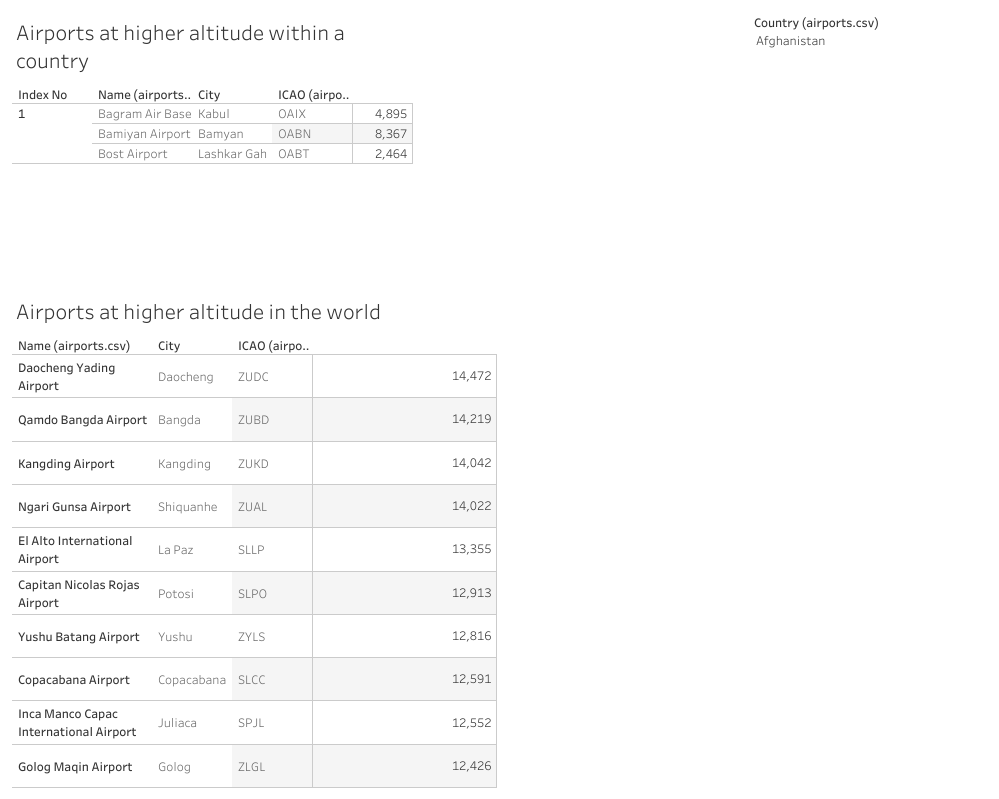 Airports at higher altitude within a
country
Country (airports.csv)
Afghanistan
Index No Name (airports.. City ICAO (airpo..
1 Bagram Air Base Kabul OAIX 4,895
Bamiyan Airport Bamyan OABN 8,367
Bost Airport Lashkar Gah OABT 2,464
Airports at higher altitude in the world
Name (airports.csv) City ICAO (airpo..
Daocheng Yading
Airport Daocheng ZUDC 14,472
Qamdo Bangda Airport Bangda ZUBD 14,219
Kangding Airport Kangding ZUKD 14,042
Ngari Gunsa Airport Shiquanhe ZUAL 14,022
El Alto International
Airport La Paz SLLP 13,355
Capitan Nicolas Rojas
Airport Potosi SLPO 12,913
Yushu Batang Airport Yushu ZYLS 12,816
Copacabana Airport Copacabana SLCC 12,591
Inca Manco Capac
International Airport Juliaca SPJL 12,552
Golog Maqin Airport Golog ZLGL 12,426